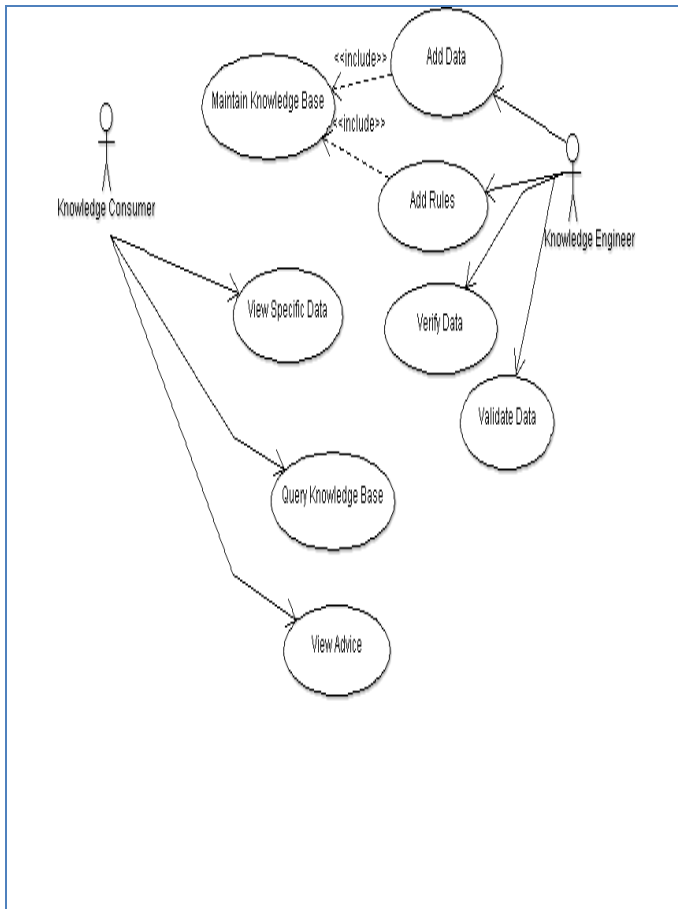 <<include>>
Add Data
Maintain Knowledge Base
<<include>>
Knowledge Consumer
Add Rules
Knowledge Engineer
View Specific Data
Verify Data
Validate Data
Query Knowledge Base
View Advice